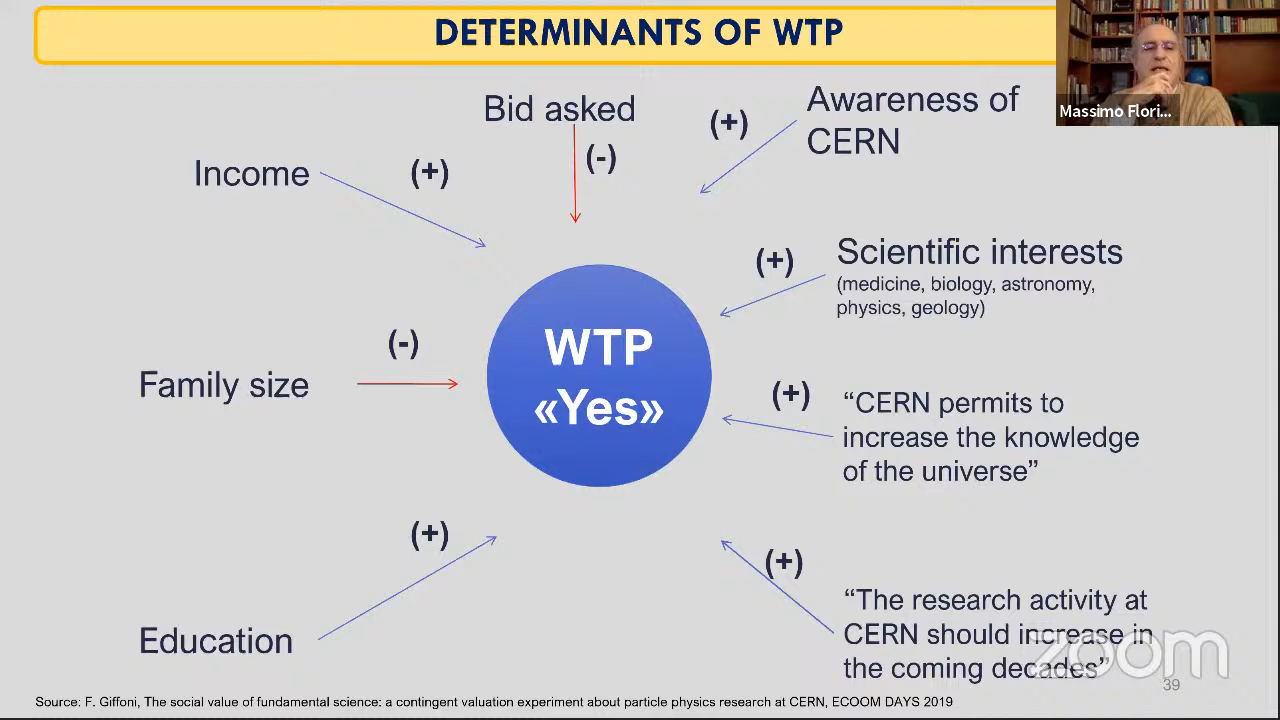 DETERMINANTS OF WTP
Massimo Flori...
Bid asked
(-)
(+)
Awareness of
CERN
Income
(+)
(+)
Scientific interests
(medicine, biology, astronomy,
physics, geology)
WTP
«Yes»
(-)
Family size
(+)
“CERN permits to
increase the knowledge
of the universe”
(+)
Education
(+)
“The research activity at
CERN should increase in
the coming decades”
zoom
39
Source: F. Giffoni, The social value of fundamental science: a contingent valuation experiment about particle physics research at CERN, ECOOM DAYS 2019